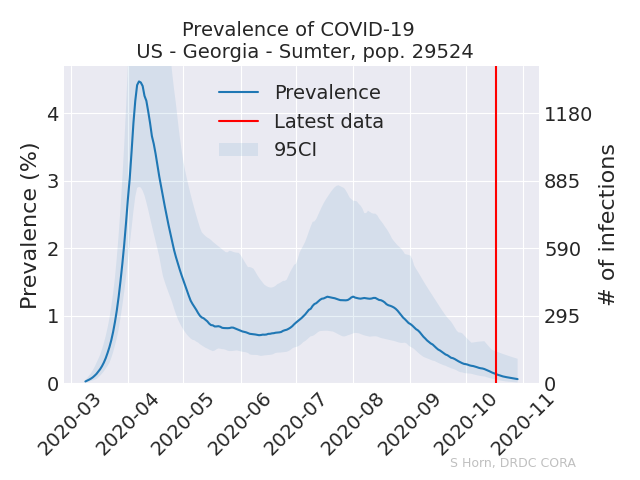 Prevalence of COVID-19
US - Georgia - Sumter, pop. 29524
Prevalence
Latest data
95CI
Prevalence (%)
4
3
2
1
0
1180
885
590
295
0
# of infections
2020-03
2020-04
2020-05
2020-06
2020-07
2020-08
2020-09
2020-10
2020-11
S Horn, DRDC CORA